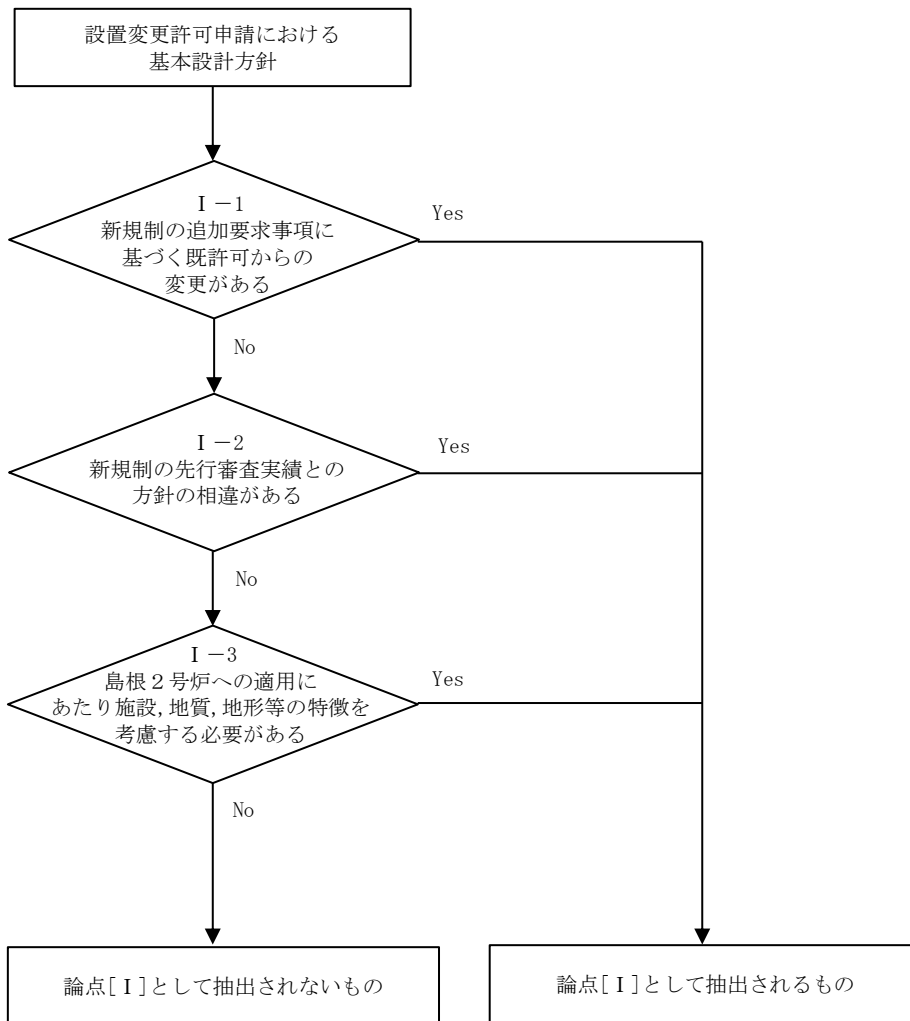 設置変更許可申請における
基本設計方針
Ⅰ－1
新規制の追加要求事項に
基づく既許可からの
変更がある
Yes
No
Ⅰ－2
新規制の先行審査実績との
方針の相違がある
Yes
No
Ⅰ－3
島根２号炉への適用に
あたり施設,地質,地形等の特徴を
考慮する必要がある
Yes
No
論点[Ⅰ]として抽出されないもの
論点[Ⅰ]として抽出されるもの